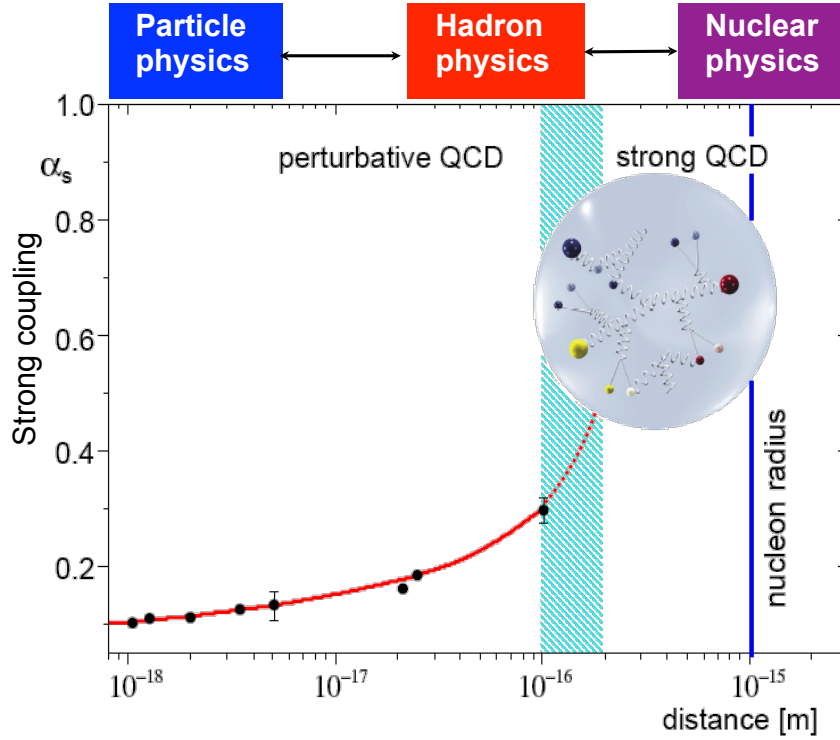 Particle
physics
Hadron
physics
Nuclear
physics
1.0
0.8
0.6
0.4
0.2
αs
Strong coupling
perturbative QCD
strong QCD
nucleon radius
10⁻¹⁸
10⁻¹⁷
10⁻¹⁶
10⁻¹⁵
distance [m]